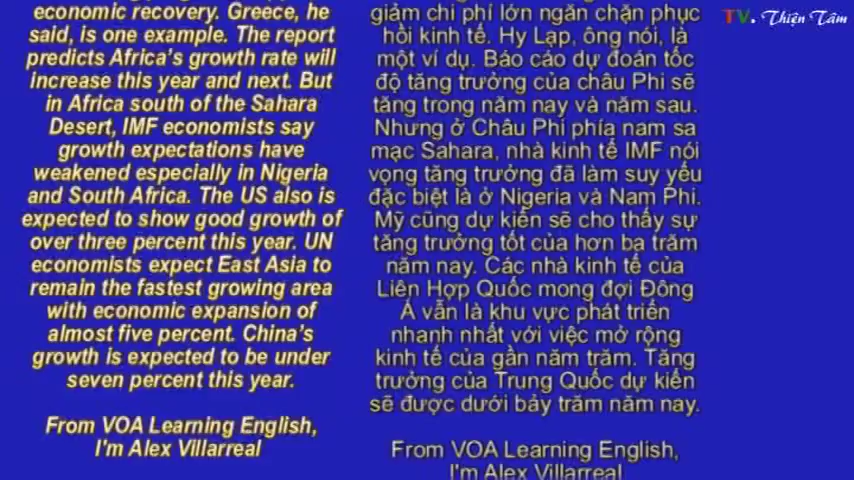 economic recovery. Greece, he
said, is one example. The report
predicts Africa's growth rate will
increase this year and next. But
in Africa south of the Sahara
Desert, IMF economists say
growth expectations have
weakened especially in Nigeria
and South Africa. The US also is
expected to show good growth of
over three percent this year. UN
economists expect East Asia to
remain the fastest growing area
with economic expansion of
almost five percent. China's
growth is expected to be under
seven percent this year.
From VOA Learning English,
I'm Alex Villarreal
giảm chi phí lớn ngăn chặn phục
hồi kinh tế. Hy Lạp, ông nói, là
một ví dụ. Báo cáo dự đoán tốc
độ tăng trưởng của châu Phi sẽ
tăng trong năm nay và năm sau.
Nhưng ở Châu Phi phía nam sa
mạc Sahara, nhà kinh tế IMF nói
vọng tăng trưởng đã làm suy yếu
đặc biệt là ở Nigeria và Nam Phi.
Mỹ cũng dự kiến sẽ cho thấy sự
tăng trưởng tốt của hơn ba trăm
năm nay. Các nhà kinh tế của
Liên Hợp Quốc mong đợi Đông
Á vẫn là khu vực phát triển
nhanh nhất với việc mở rộng
kinh tế của gần năm trăm. Tăng
trưởng của Trung Quốc dự kiến
sẽ được dưới bảy trăm năm nay.
From VOA Learning English,
I'm Alex Villarreal
TV. Thiện Tâm